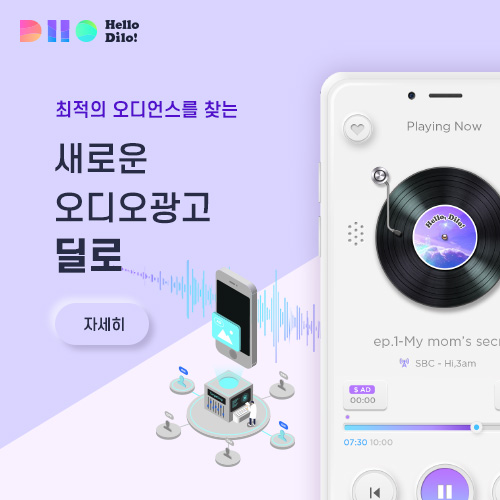 DIIO
Hello
Dilo!
최적의 오디언스를 찾는
새로운
오디오광고
딜로
자세히
Playing Now
Hello, Dilo!
ep.1-My mom's secr
SBC - Hi,3am
$ AD
00:00
07:30 10:00